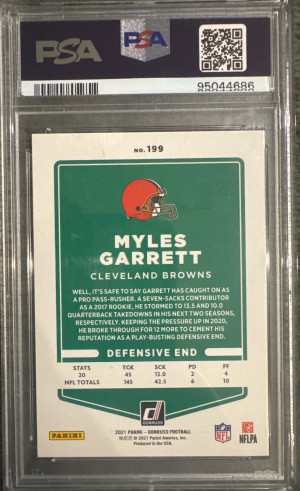 PSA
PSA
95044686
NO. 199
MYLES
GARRETT
CLEVELAND BROWNS
WELL, IT'S SAFE TO SAY GARRETT HAS CAUGHT ON AS
A PRO PASS-RUSHER. A SEVEN-SACKS CONTRIBUTOR
AS A 2017 ROOKIE, HE STORMED TO 13.5 AND 10.0
QUARTERBACK TAKEDOWNS IN HIS NEXT TWO SEASONS,
RESPECTIVELY. KEEPING THE PRESSURE UP IN 2020,
HE BROKE THROUGH FOR 12 MORE TO CEMENT HIS
REPUTATION AS A PLAY-BUSTING DEFENSIVE END.
DEFENSIVE END
STATS TCK SCK PD FF
20 45 12.0 2 4
NFL TOTALS 145 42.5 6 10
PANINI
DONRUSS
NFL
NFLPA
2021 PANINI - DONRUSS FOOTBALL
© 2021 Panini America, Inc.
Produced in the USA.